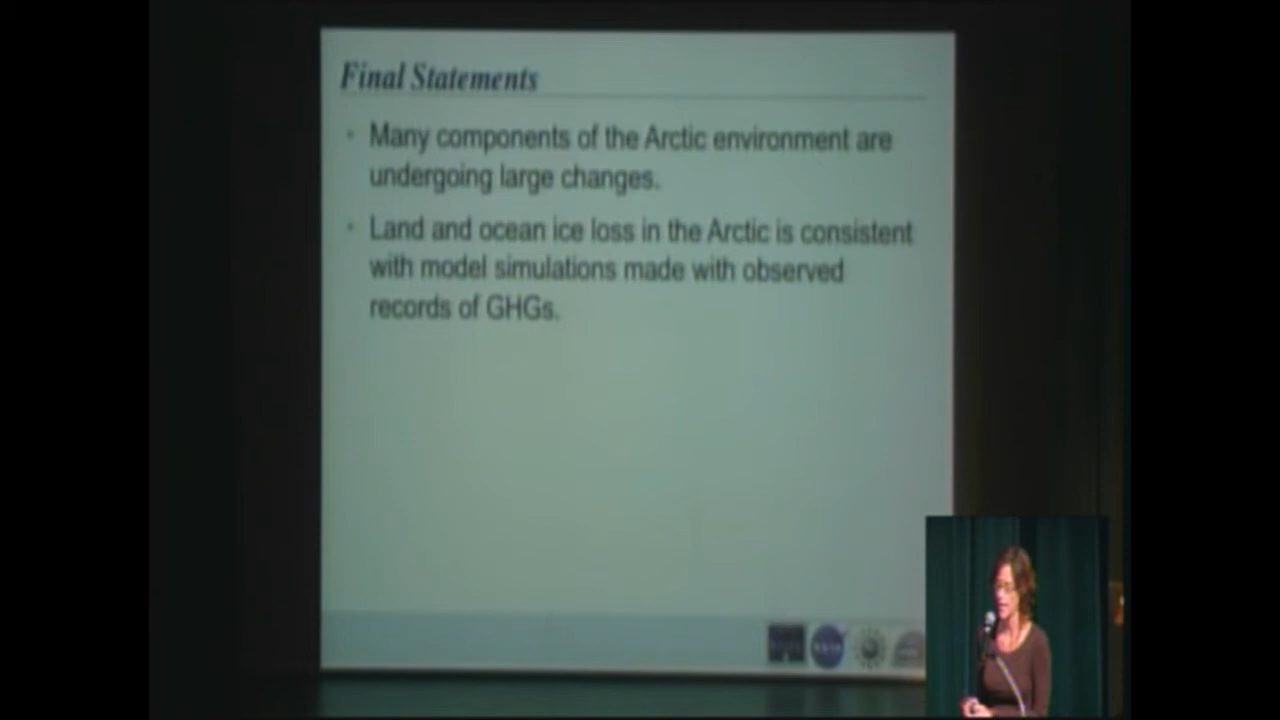 Final Statements
• Many components of the Arctic environment are
undergoing large changes.
• Land and ocean ice loss in the Arctic is consistent
with model simulations made with observed
records of GHGs.
NASA